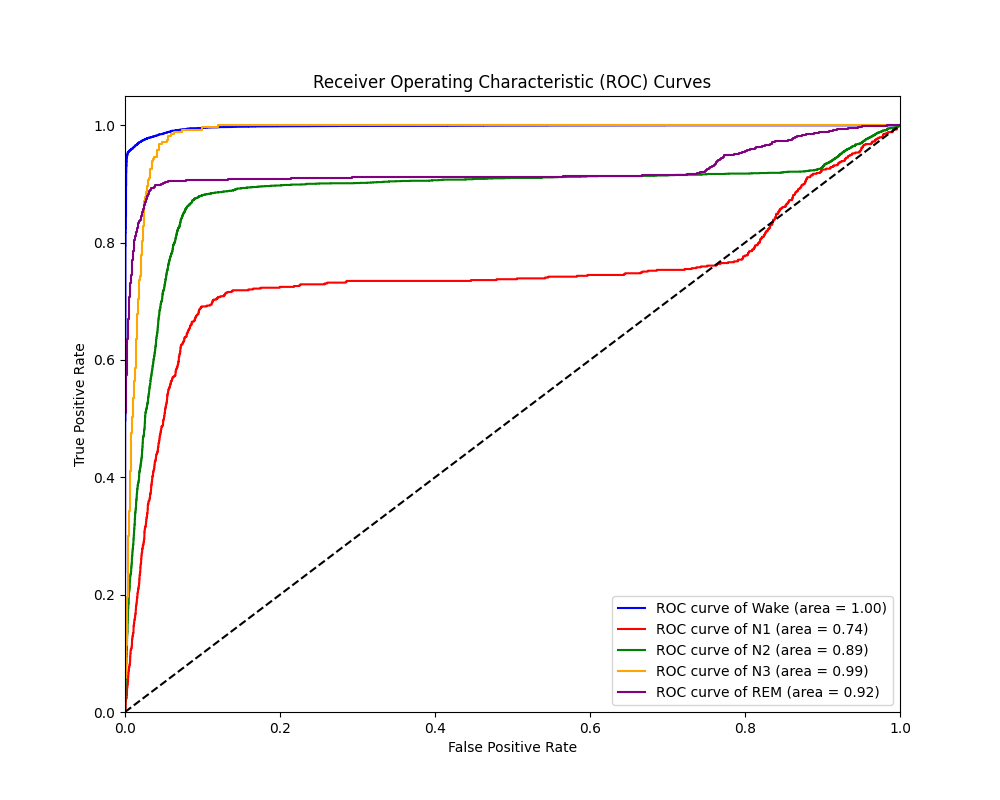 Receiver Operating Characteristic (ROC) Curves
True Positive Rate
1.0
0.8
0.6
0.4
0.2
0.0
ROC curve of Wake (area = 1.00)
ROC curve of N1 (area = 0.74)
ROC curve of N2 (area = 0.89)
ROC curve of N3 (area = 0.99)
ROC curve of REM (area = 0.92)
0.0 0.2 0.4 0.6 0.8 1.0
False Positive Rate